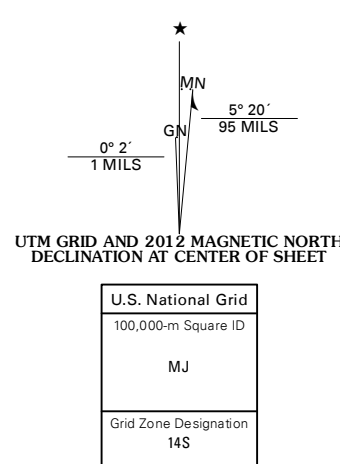 ★
MN
5° 20´
95 MILS
GN
0° 2´
1 MILS
UTM GRID AND 2012 MAGNETIC NORTH
DECLINATION AT CENTER OF SHEET
U.S. National Grid
100,000-m Square ID
MJ
Grid Zone Designation
14S